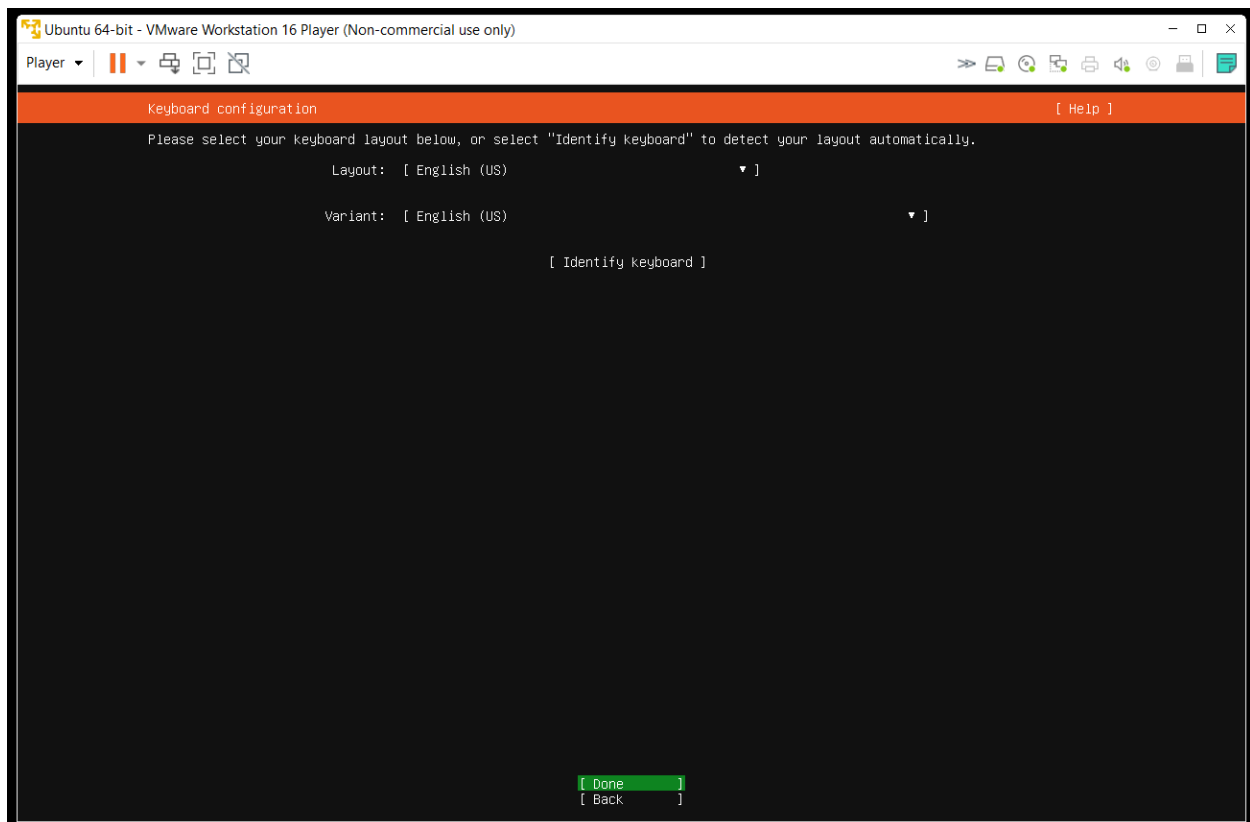 Ubuntu 64-bit - VMware Workstation 16 Player (Non-commercial use only)
Player
Keyboard configuration [ Help ]
Please select your keyboard layout below, or select "Identify keyboard" to detect your layout automatically.
Layout: [ English (US) ▾ ]
Variant: [ English (US) ▾ ]
[ Identify keyboard ]
[ Done ]
[ Back ]